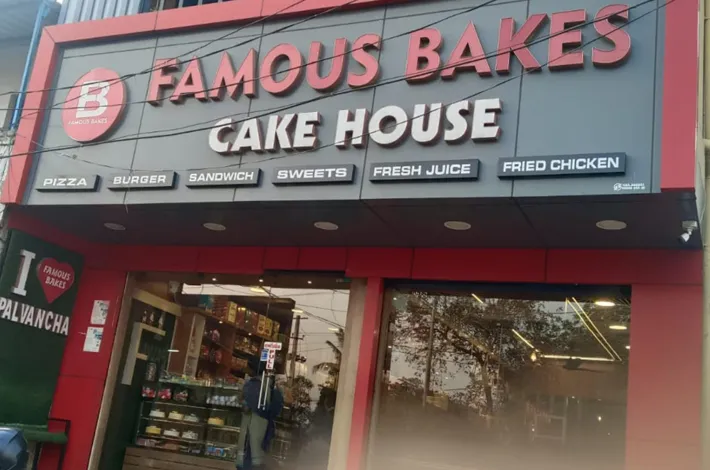 FAMOUS BAKES
B
FAMOUS BAKES
CAKE HOUSE
PIZZA
BURGER
SANDWICH
SWEETS
FRESH JUICE
FRIED CHICKEN
I
FAMOUS
BAKES
PALVANCHA